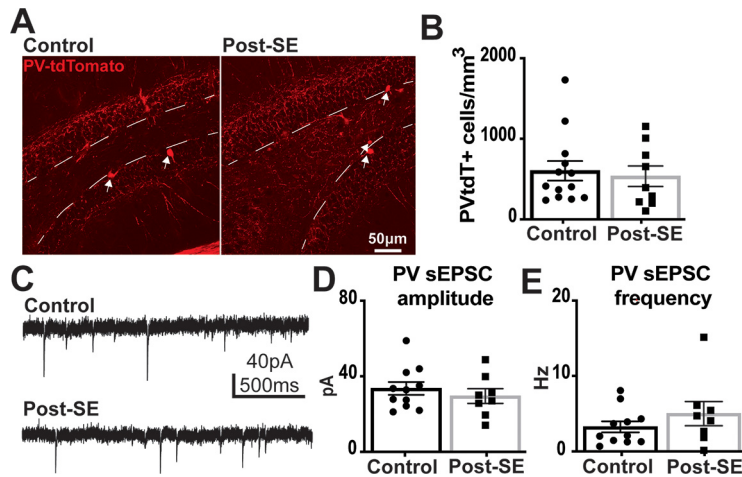 A
Control
Post-SE
PV-tdTomato
50µm
B
PVtdT+ cells/mm³
2000
1000
0
Control
Post-SE
C
Control
40pA
500ms
Post-SE
D
PV sEPSC
amplitude
pA
80
40
0
Control
Post-SE
E
PV sEPSC
frequency
Hz
20
10
0
Control
Post-SE